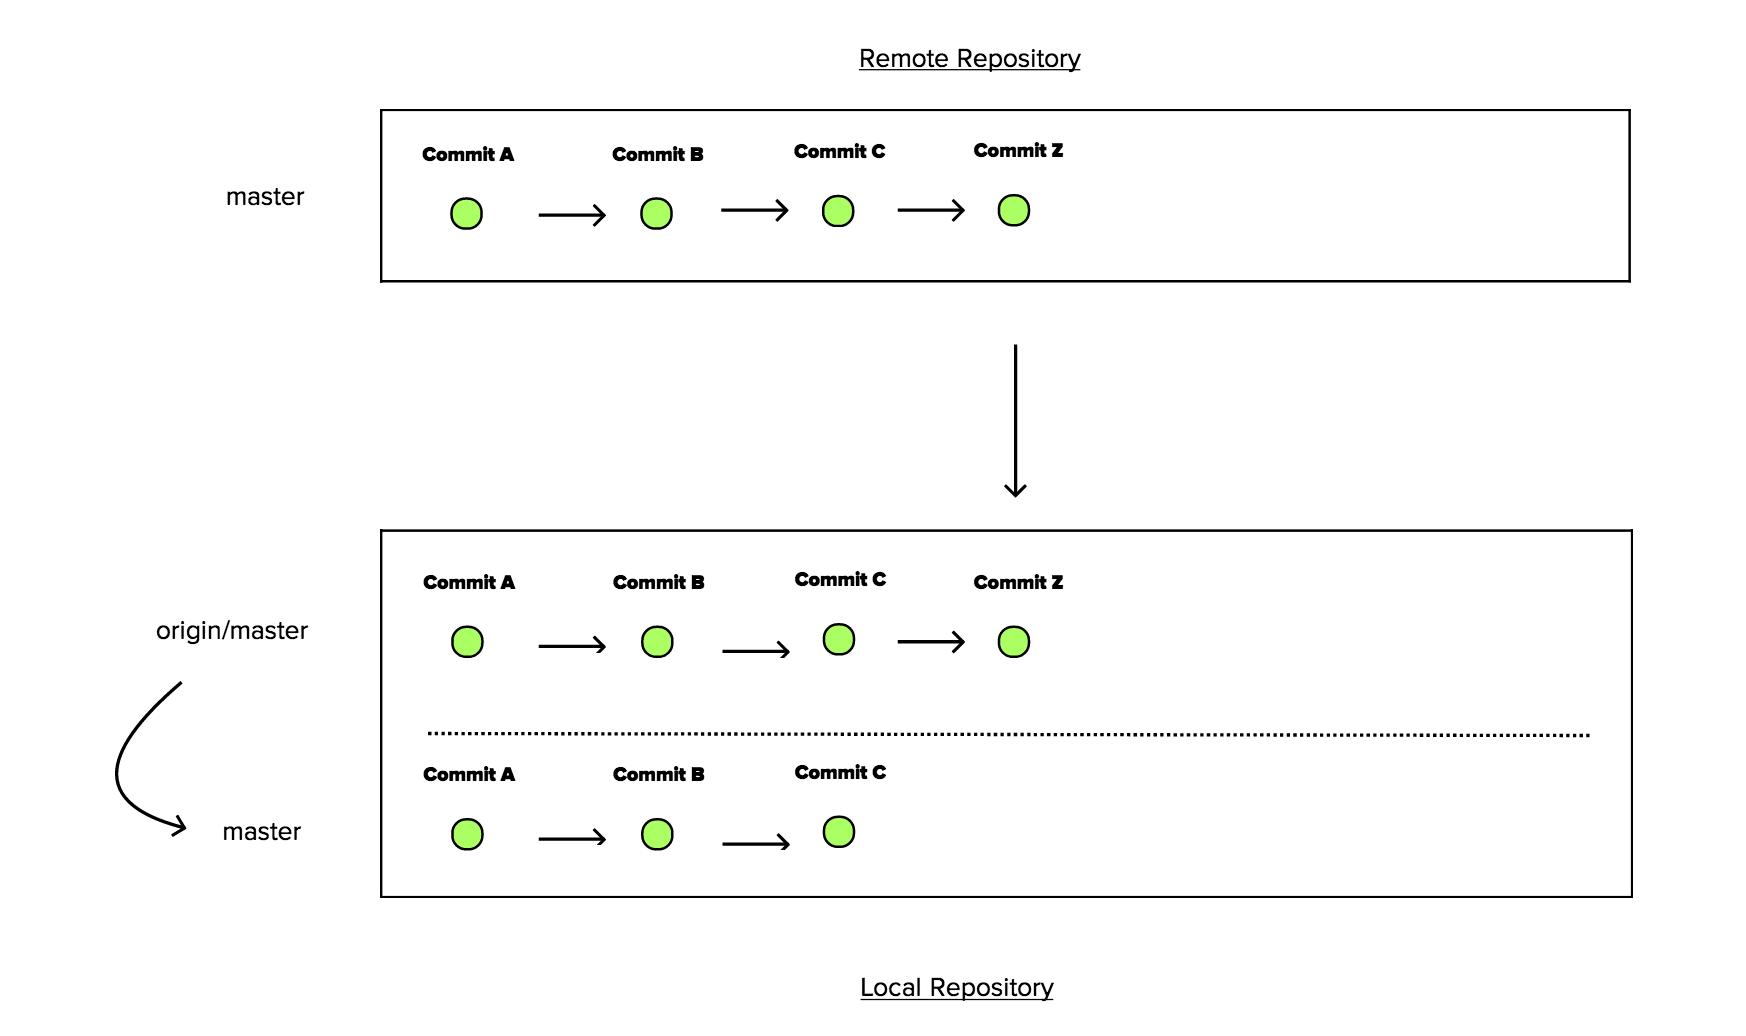 Remote Repository
master
Commit A Commit B Commit C Commit Z
origin/master
Commit A Commit B Commit C Commit Z
master
Commit A Commit B Commit C
Local Repository